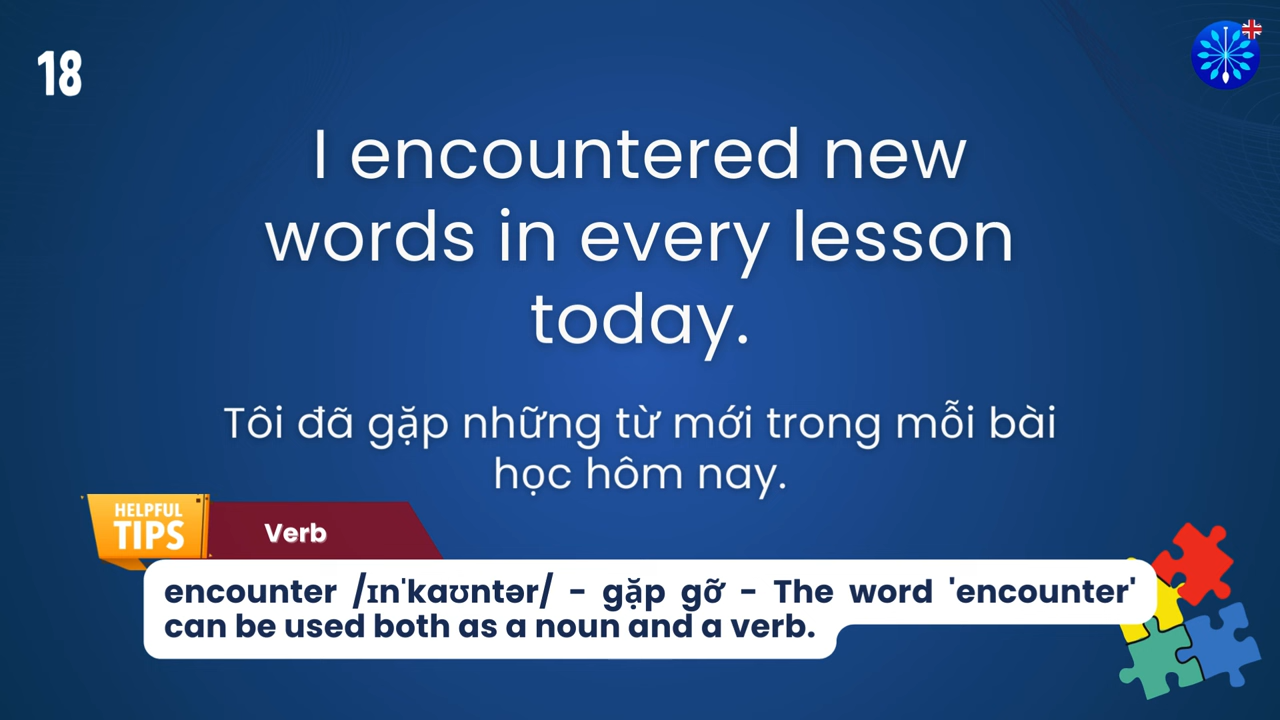 18
I encountered new
words in every lesson
today.
Tôi đã gặp những từ mới trong mỗi bài
học hôm nay.
HELPFUL
TIPS
Verb
encounter /ɪnˈkaʊntər/ - gặp gỡ - The word 'encounter'
can be used both as a noun and a verb.